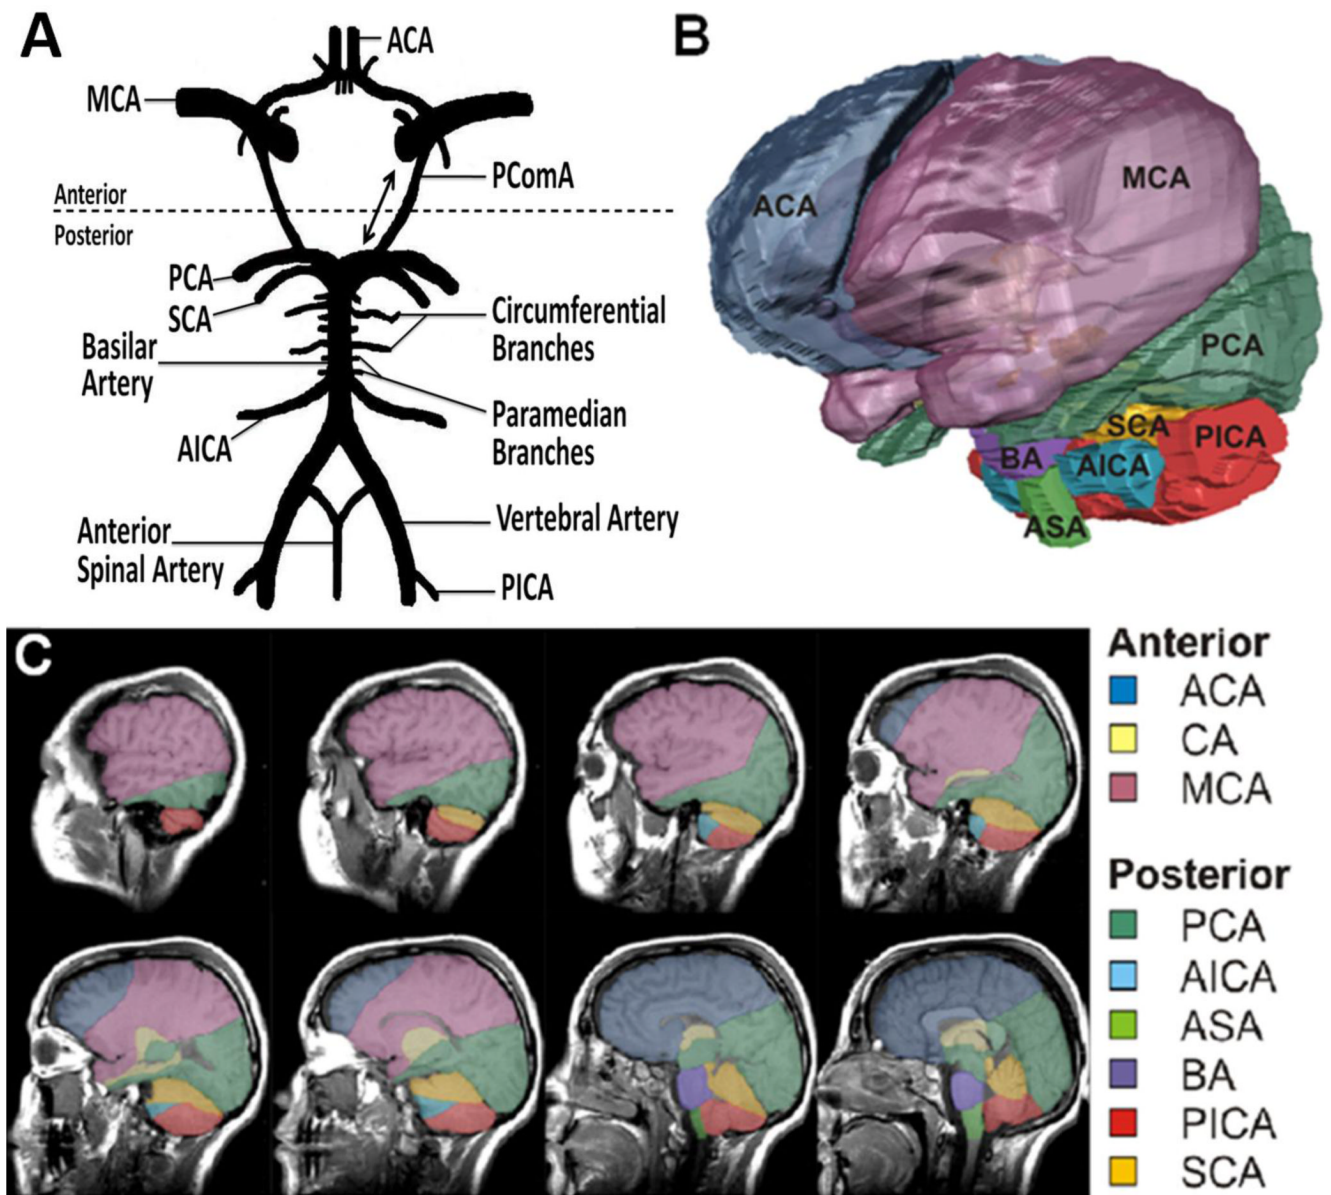 A
ACA
MCA
PComA
Anterior
Posterior
PCA
SCA
Circumferential
Branches
Basilar
Artery
Paramedian
Branches
AICA
Anterior
Spinal Artery
Vertebral Artery
PICA
B
ACA
MCA
PCA
SCA
PICA
BA
AICA
ASA
C
Anterior
ACA
CA
MCA
Posterior
PCA
AICA
ASA
BA
PICA
SCA